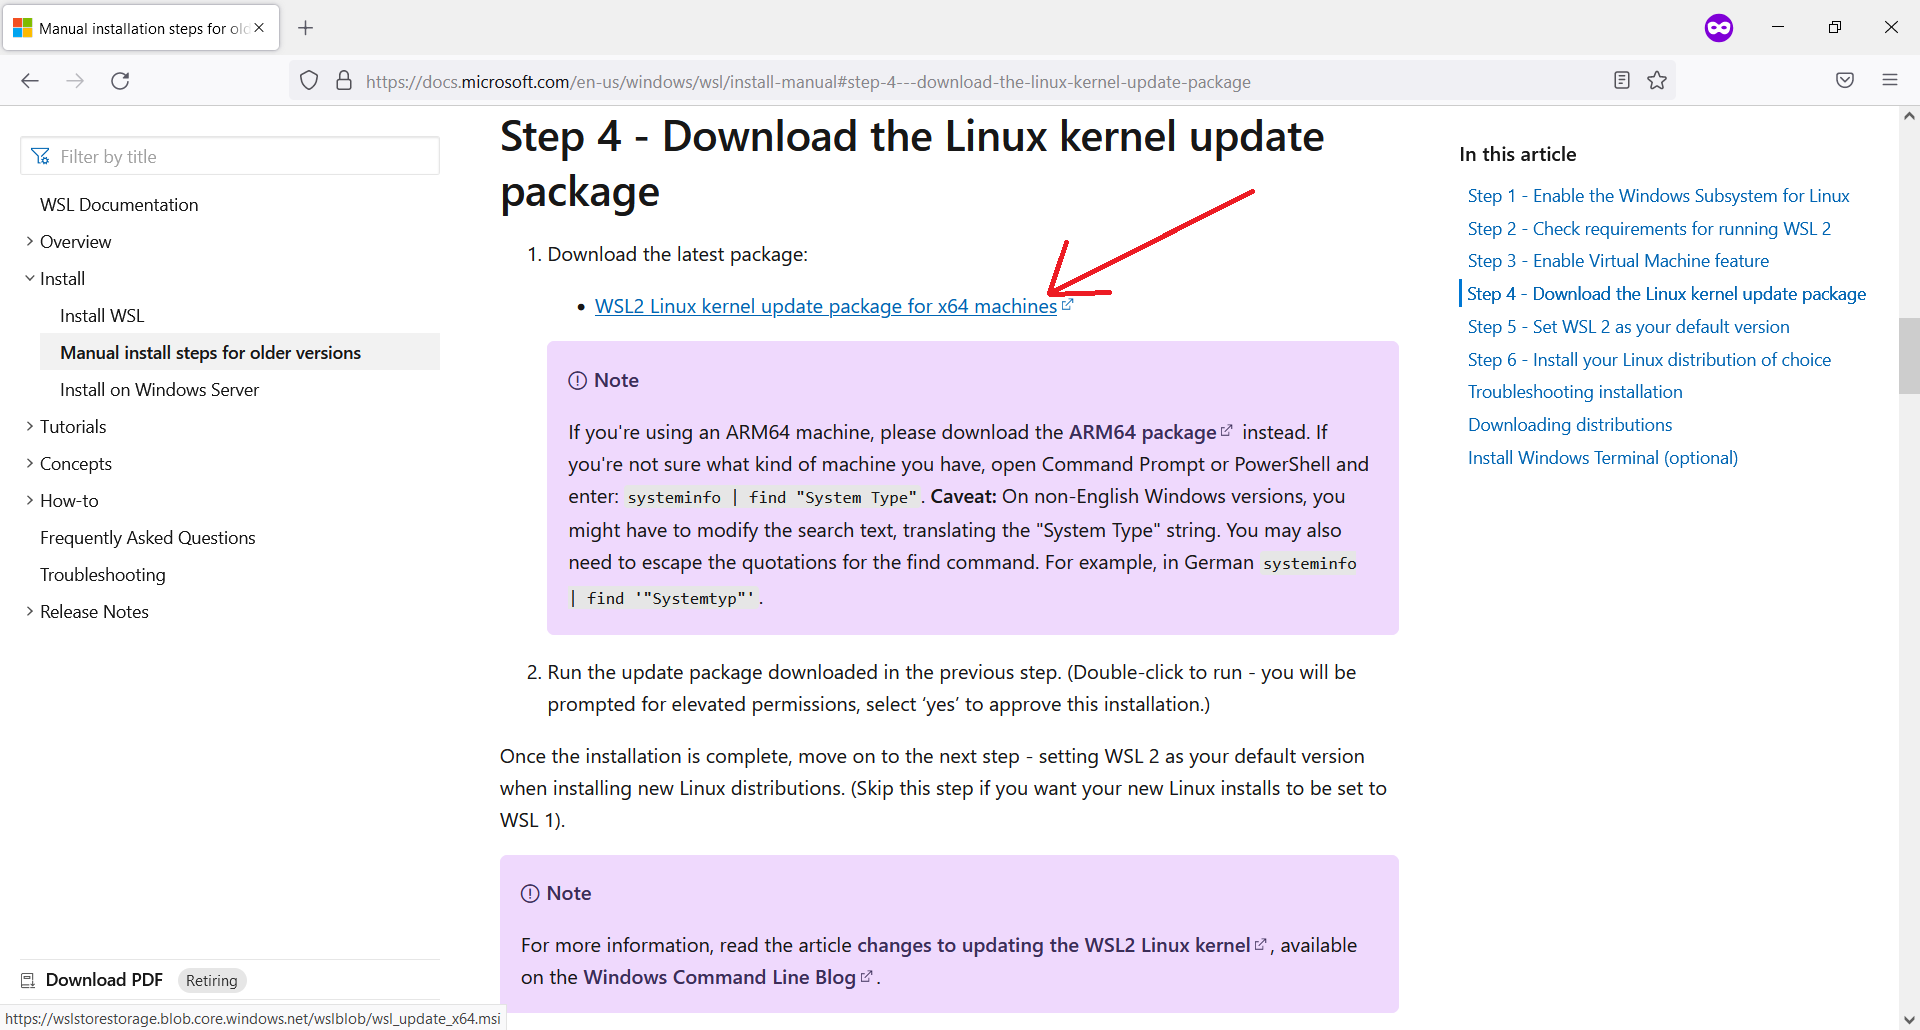 Manual installation steps for old
https://docs.microsoft.com/en-us/windows/wsl/install-manual#step-4---download-the-linux-kernel-update-package
Filter by title
WSL Documentation
Overview
Install
Install WSL
Manual install steps for older versions
Install on Windows Server
Tutorials
Concepts
How-to
Frequently Asked Questions
Troubleshooting
Release Notes
Download PDF Retiring
https://wslstorestorage.blob.core.windows.net/wslblob/wsl_update_x64.msi
Step 4 - Download the Linux kernel update
package
1. Download the latest package:
• WSL2 Linux kernel update package for x64 machines
Note
If you're using an ARM64 machine, please download the ARM64 package instead. If
you're not sure what kind of machine you have, open Command Prompt or PowerShell and
enter: systeminfo | find "System Type". Caveat: On non-English Windows versions, you
might have to modify the search text, translating the "System Type" string. You may also
need to escape the quotations for the find command. For example, in German systeminfo
| find '"Systemtyp"'.
2. Run the update package downloaded in the previous step. (Double-click to run - you will be
prompted for elevated permissions, select ‘yes’ to approve this installation.)
Once the installation is complete, move on to the next step - setting WSL 2 as your default version
when installing new Linux distributions. (Skip this step if you want your new Linux installs to be set to
WSL 1).
Note
For more information, read the article changes to updating the WSL2 Linux kernel, available
on the Windows Command Line Blog.
In this article
Step 1 - Enable the Windows Subsystem for Linux
Step 2 - Check requirements for running WSL 2
Step 3 - Enable Virtual Machine feature
Step 4 - Download the Linux kernel update package
Step 5 - Set WSL 2 as your default version
Step 6 - Install your Linux distribution of choice
Troubleshooting installation
Downloading distributions
Install Windows Terminal (optional)